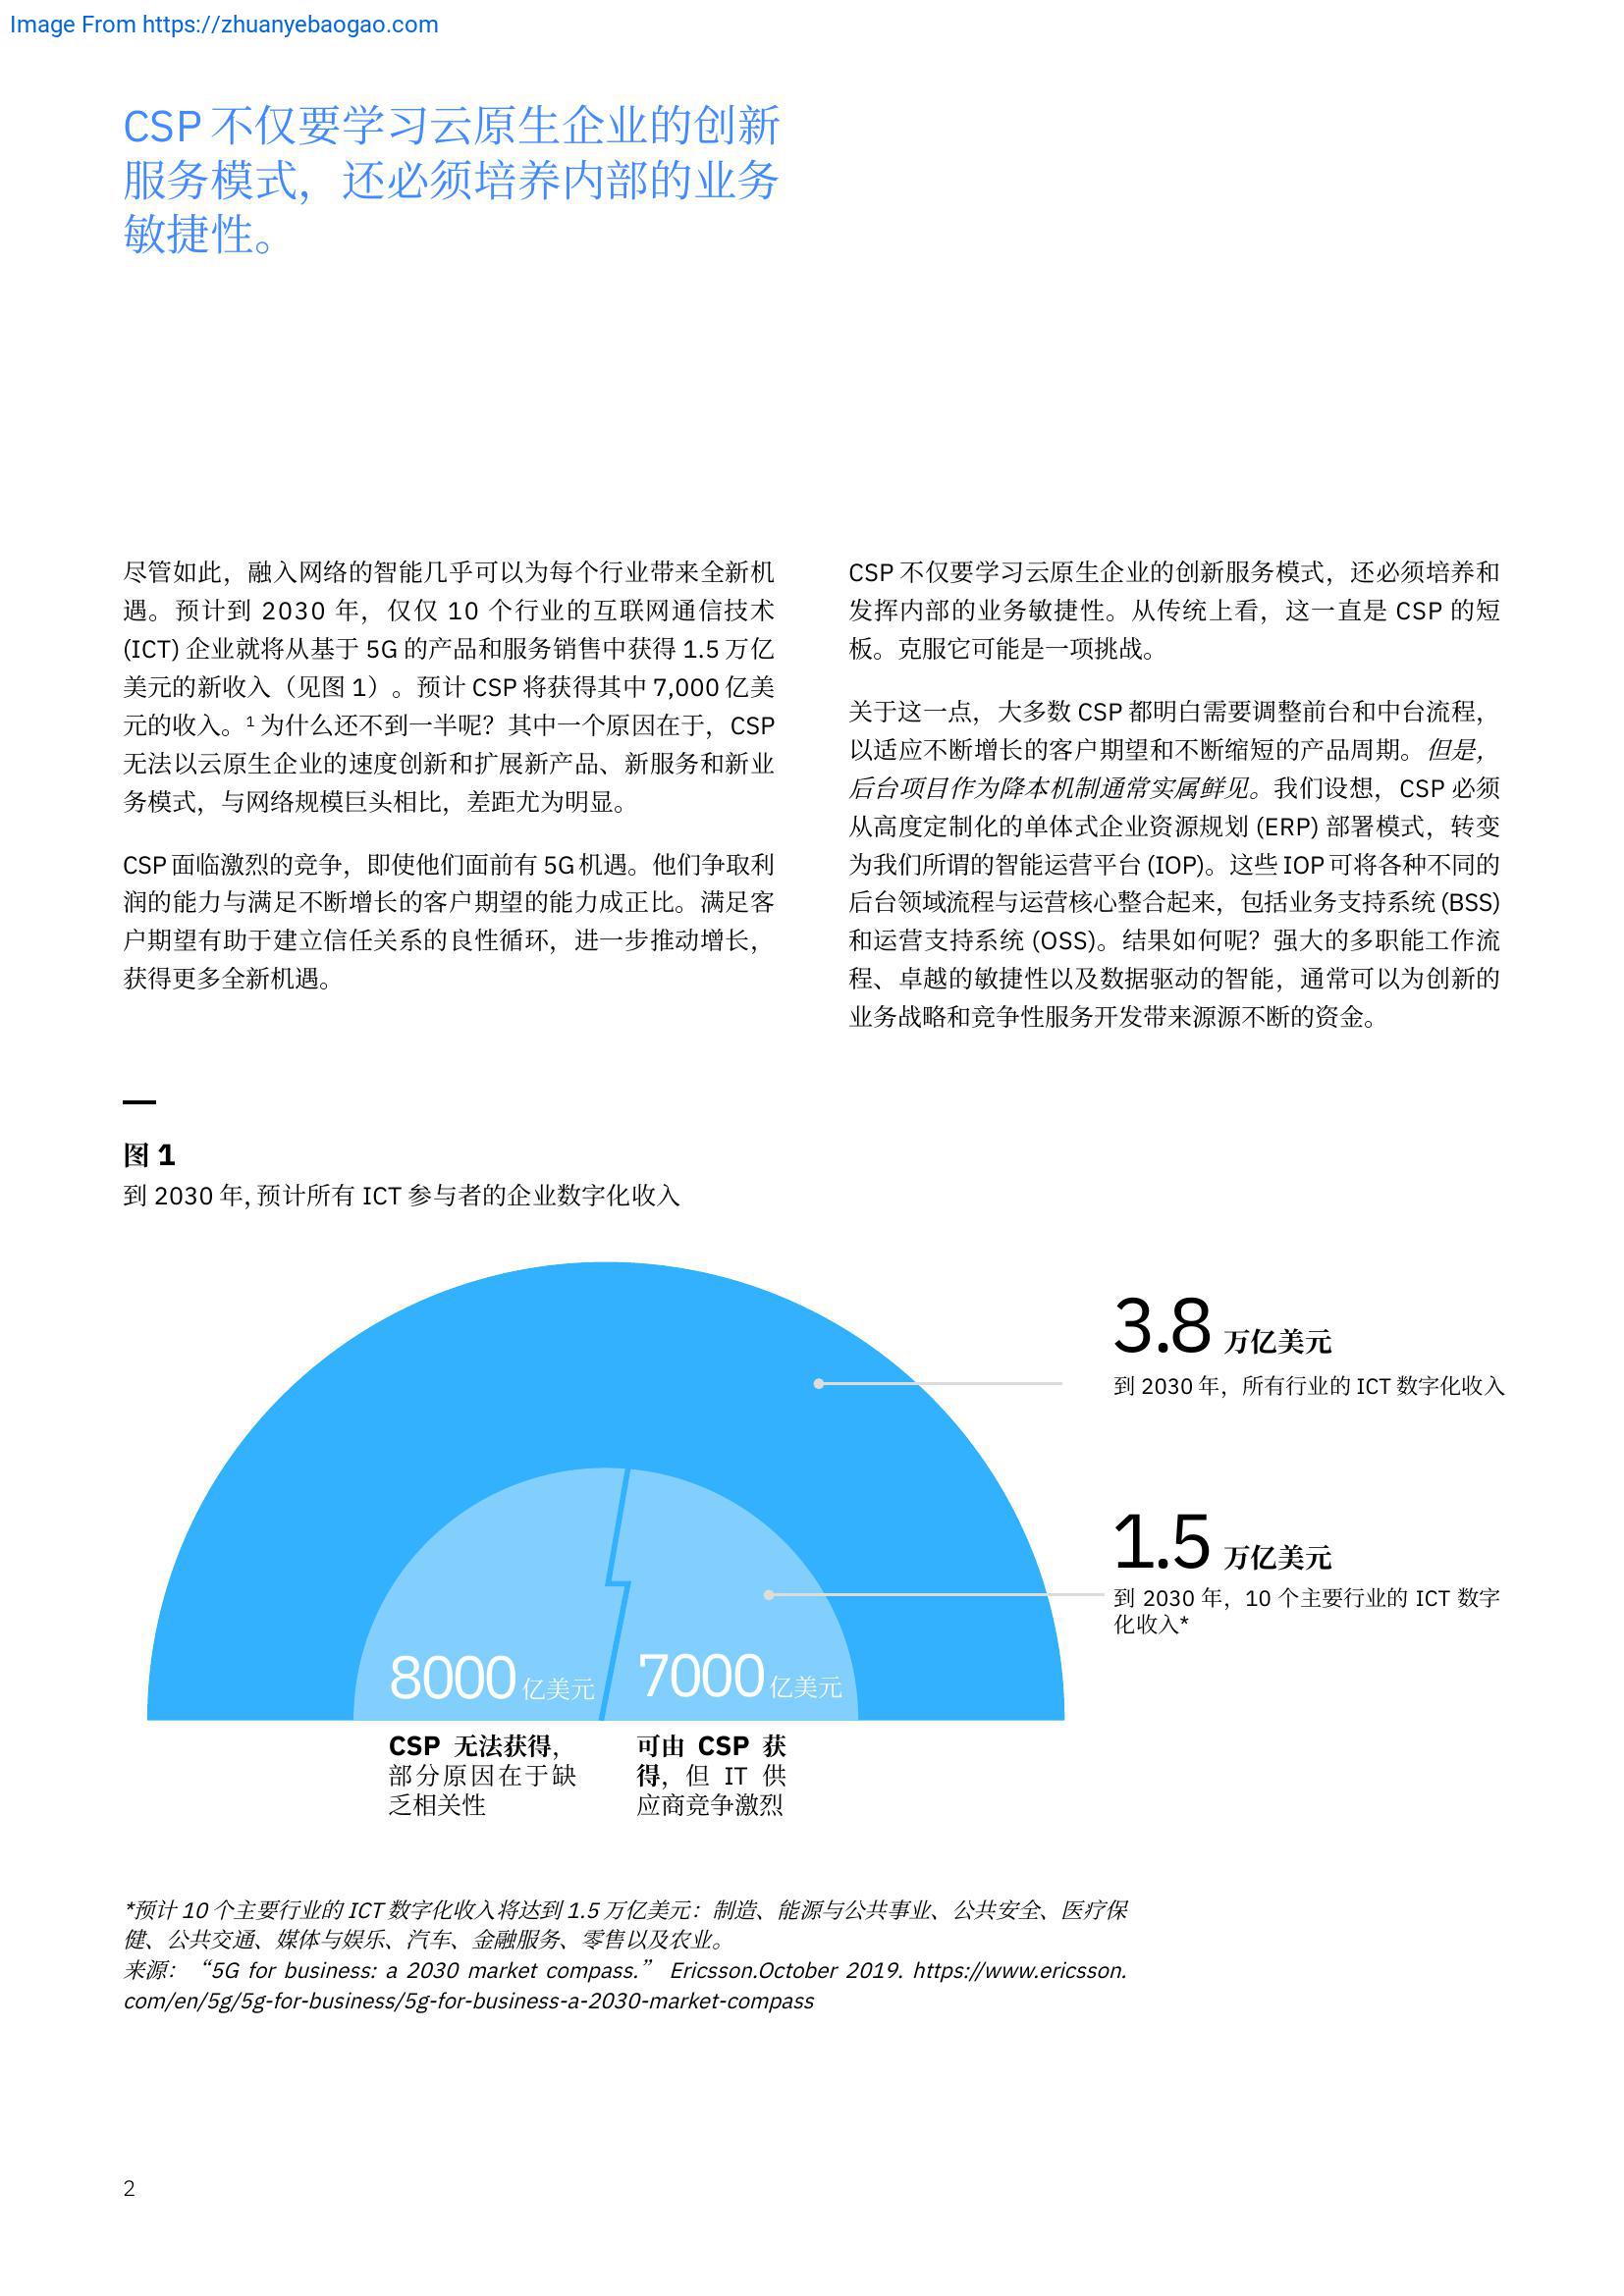 Image From https://zhuanyebaogao.com
CSP 不仅要学习云原生企业的创新
服务模式，还必须培养内部的业务
敏捷性。
尽管如此，融入网络的智能几乎可以为每个行业带来全新机
遇。预计到 2030 年，仅仅 10 个行业的互联网通信技术
(ICT) 企业就将从基于 5G 的产品和服务销售中获得 1.5 万亿
美元的新收入（见图 1）。预计 CSP 将获得其中 7,000 亿美
元的收入。¹ 为什么还不到一半呢？其中一个原因在于，CSP
无法以云原生企业的速度创新和扩展新产品、新服务和新业
务模式，与网络规模巨头相比，差距尤为明显。
CSP 面临激烈的竞争，即使他们面前有 5G 机遇。他们争取利
润的能力与满足不断增长的客户期望的能力成正比。满足客
户期望有助于建立信任关系的良性循环，进一步推动增长，
获得更多全新机遇。
CSP 不仅要学习云原生企业的创新服务模式，还必须培养和
发挥内部的业务敏捷性。从传统上看，这一直是 CSP 的短
板。克服它可能是一项挑战。
关于这一点，大多数 CSP 都明白需要调整前台和中台流程，
以适应不断增长的客户期望和不断缩短的产品周期。但是，
后台项目作为降本机制通常实属鲜见。我们设想，CSP 必须
从高度定制化的单体式企业资源规划 (ERP) 部署模式，转变
为我们所谓的智能运营平台 (IOP)。这些 IOP 可将各种不同的
后台领域流程与运营核心整合起来，包括业务支持系统 (BSS)
和运营支持系统 (OSS)。结果如何呢？强大的多职能工作流
程、卓越的敏捷性以及数据驱动的智能，通常可以为创新的
业务战略和竞争性服务开发带来源源不断的资金。
图 1
到 2030 年, 预计所有 ICT 参与者的企业数字化收入
3.8 万亿美元
到 2030 年，所有行业的 ICT 数字化收入
1.5 万亿美元
到 2030 年，10 个主要行业的 ICT 数字
化收入*
8000 亿美元
7000 亿美元
CSP 无法获得，
部分原因在于缺
乏相关性
可由 CSP 获
得，但 IT 供
应商竞争激烈
*预计 10 个主要行业的 ICT 数字化收入将达到 1.5 万亿美元：制造、能源与公共事业、公共安全、医疗保
健、公共交通、媒体与娱乐、汽车、金融服务、零售以及农业。
来源：“5G for business: a 2030 market compass.” Ericsson.October 2019. https://www.ericsson.
com/en/5g/5g-for-business/5g-for-business-a-2030-market-compass
2